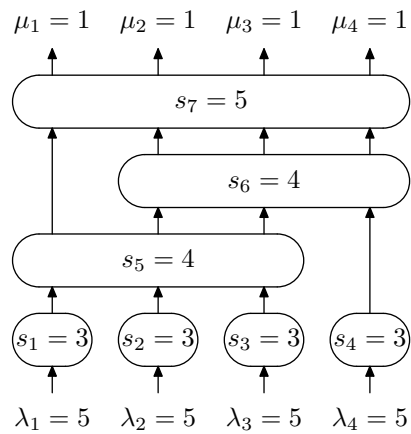 μ₁ = 1 μ₂ = 1 μ₃ = 1 μ₄ = 1
s₇ = 5
s₆ = 4
s₅ = 4
s₁ = 3 s₂ = 3 s₃ = 3 s₄ = 3
λ₁ = 5 λ₂ = 5 λ₃ = 5 λ₄ = 5